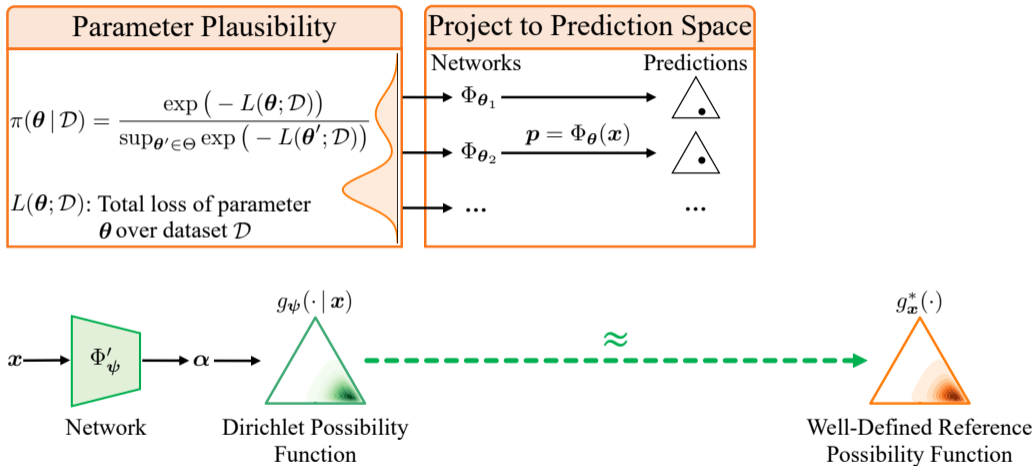 Parameter Plausibility
π(θ | D) = exp ( − L(θ; D)) / sup_{θ′∈Θ} exp ( − L(θ′; D))
L(θ; D): Total loss of parameter
θ over dataset D
Project to Prediction Space
Networks Predictions
Φ_{θ₁}
Φ_{θ₂} p = Φ_θ(x)
... ...
x Φ′_ψ α g_ψ(· | x) ≈ g*_x(·)
Network
Dirichlet Possibility
Function
Well-Defined Reference
Possibility Function